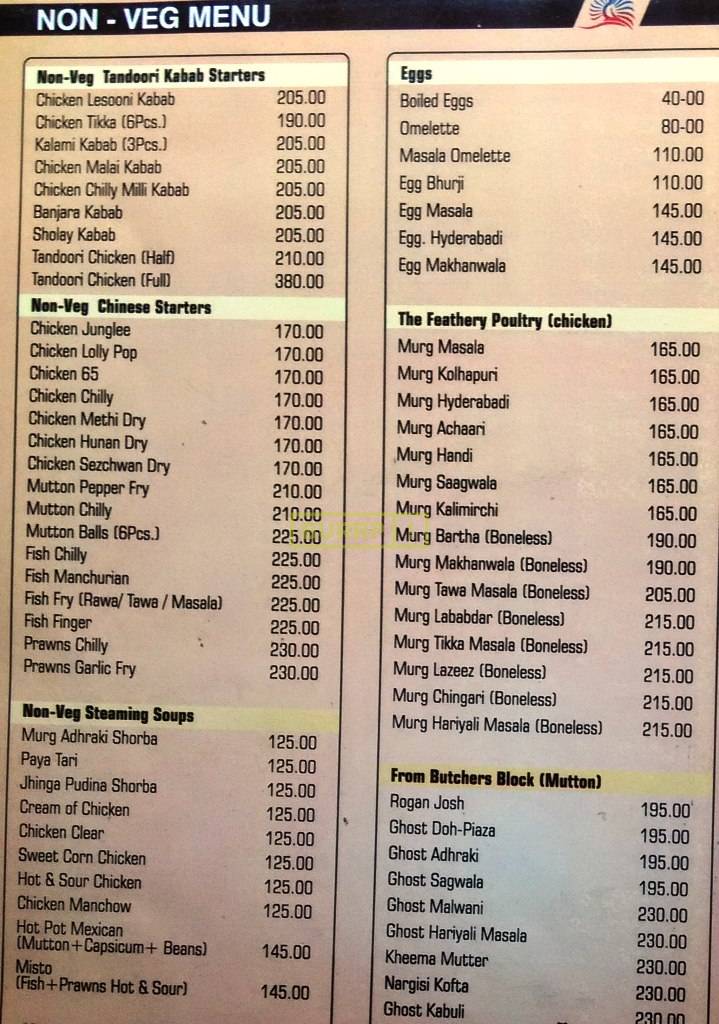 NON - VEG MENU
Non-Veg Tandoori Kabab Starters
Chicken Lesooni Kabab 205.00
Chicken Tikka (6Pcs.) 190.00
Kalami Kabab (3Pcs.) 205.00
Chicken Malai Kabab 205.00
Chicken Chilly Milli Kabab 205.00
Banjara Kabab 205.00
Sholay Kabab 205.00
Tandoori Chicken (Half) 210.00
Tandoori Chicken (Full) 380.00
Non-Veg Chinese Starters
Chicken Junglee 170.00
Chicken Lolly Pop 170.00
Chicken 65 170.00
Chicken Chilly 170.00
Chicken Methi Dry 170.00
Chicken Hunan Dry 170.00
Chicken Sezchwan Dry 170.00
Mutton Pepper Fry 210.00
Mutton Chilly 210.00
Mutton Balls (6Pcs.) 225.00
Fish Chilly 225.00
Fish Manchurian 225.00
Fish Fry (Rawa/ Tawa / Masala) 225.00
Fish Finger 225.00
Prawns Chilly 230.00
Prawns Garlic Fry 230.00
Non-Veg Steaming Soups
Murg Adhraki Shorba 125.00
Paya Tari 125.00
Jhinga Pudina Shorba 125.00
Cream of Chicken 125.00
Chicken Clear 125.00
Sweet Corn Chicken 125.00
Hot & Sour Chicken 125.00
Chicken Manchow 125.00
Hot Pot Mexican
(Mutton+Capsicum+ Beans) 145.00
Misto
(Fish+Prawns Hot & Sour) 145.00
Eggs
Boiled Eggs 40-00
Omelette 80-00
Masala Omelette 110.00
Egg Bhurji 110.00
Egg Masala 145.00
Egg. Hyderabadi 145.00
Egg Makhanwala 145.00
The Feathery Poultry (chicken)
Murg Masala 165.00
Murg Kolhapuri 165.00
Murg Hyderabadi 165.00
Murg Achaari 165.00
Murg Handi 165.00
Murg Saagwala 165.00
Murg Kalimirchi 165.00
Murg Bartha (Boneless) 190.00
Murg Makhanwala (Boneless) 190.00
Murg Tawa Masala (Boneless) 205.00
Murg Lababdar (Boneless) 215.00
Murg Tikka Masala (Boneless) 215.00
Murg Lazeez (Boneless) 215.00
Murg Chingari (Boneless) 215.00
Murg Hariyali Masala (Boneless) 215.00
From Butchers Block (Mutton)
Rogan Josh 195.00
Ghost Doh-Piaza 195.00
Ghost Adhraki 195.00
Ghost Sagwala 195.00
Ghost Malwani 230.00
Ghost Hariyali Masala 230.00
Kheema Mutter 230.00
Nargisi Kofta 230.00
Ghost Kabuli 230.00